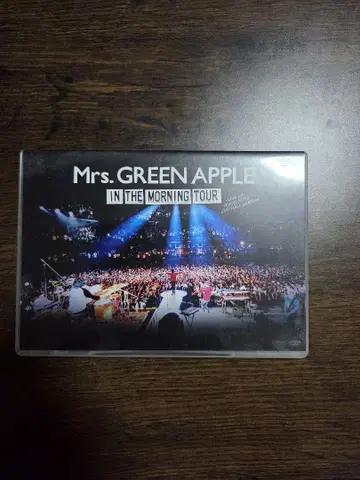 Mrs. GREEN APPLE
IN THE MORNING TOUR